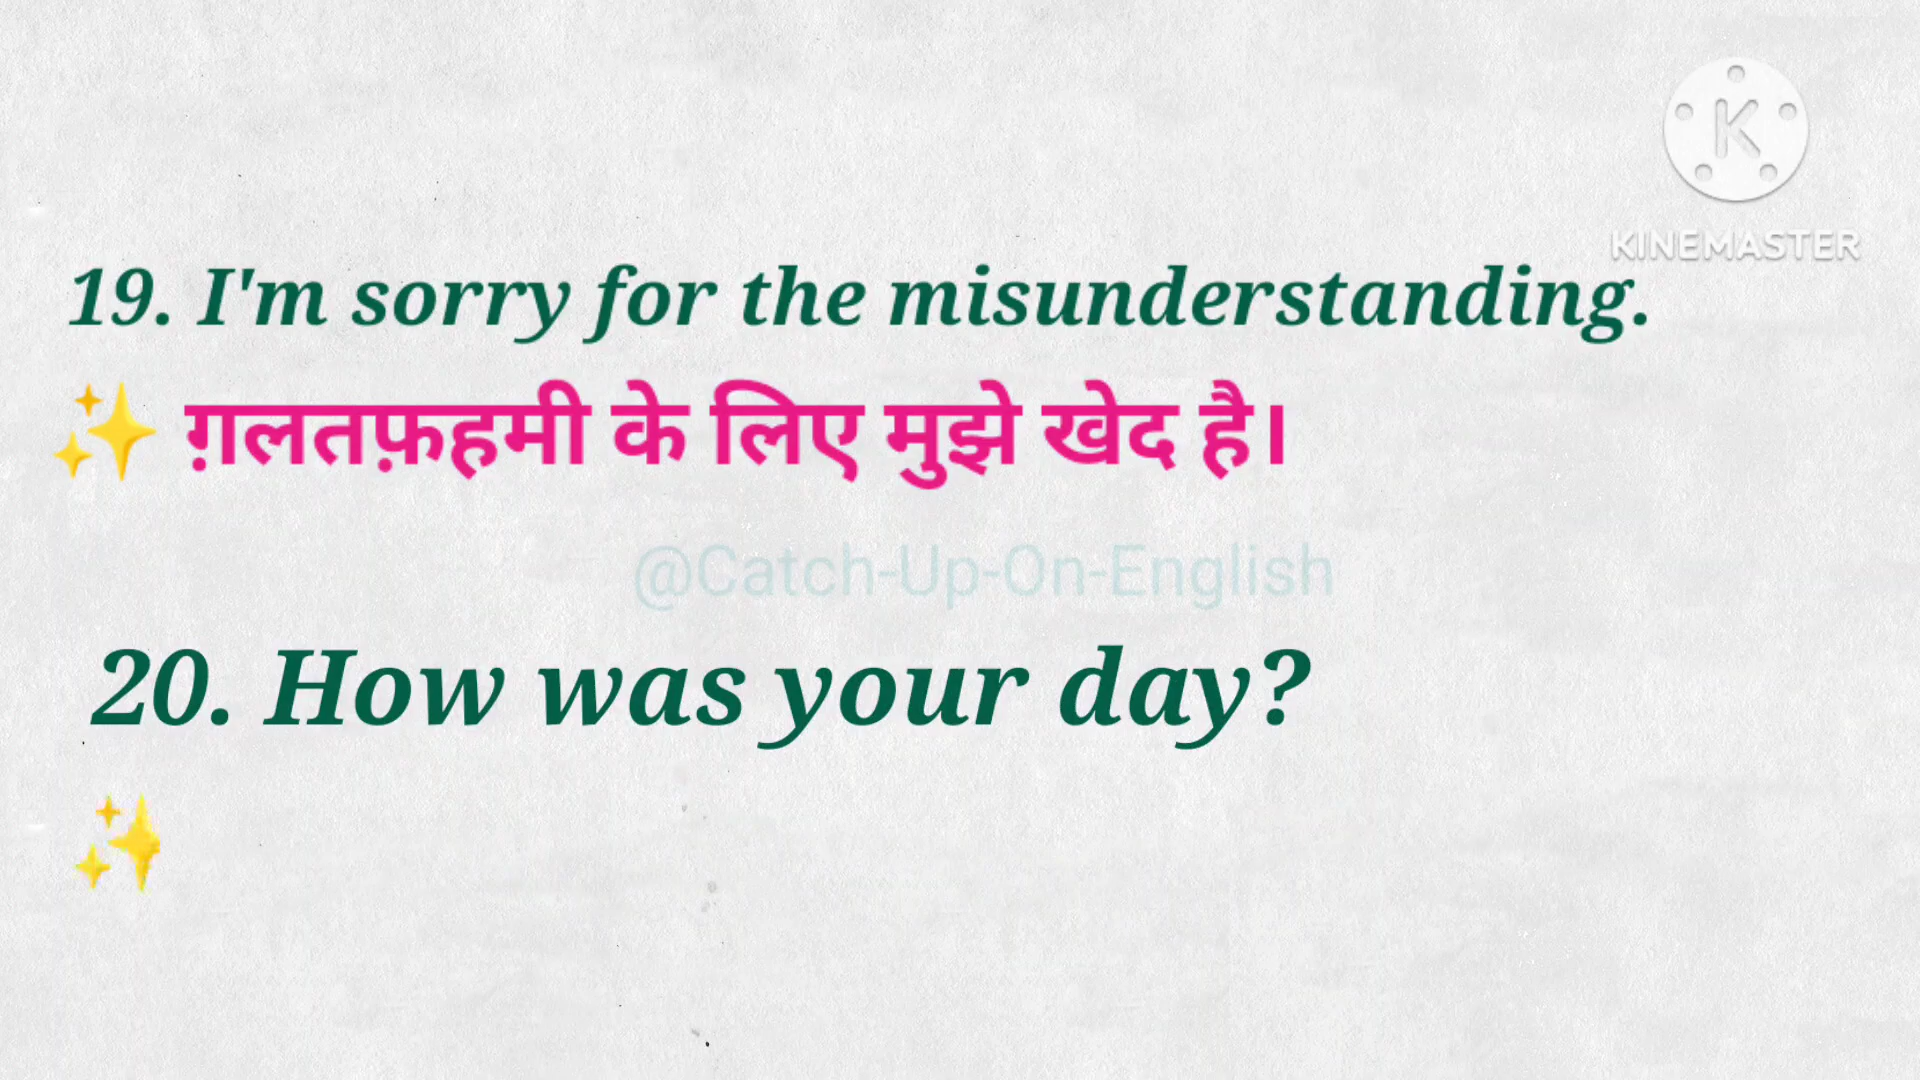 K
KINEMASTER
19. I'm sorry for the misunderstanding.
✨ ग़लतफ़हमी के लिए मुझे खेद है।
@Catch-Up-On-English
20. How was your day?
✨